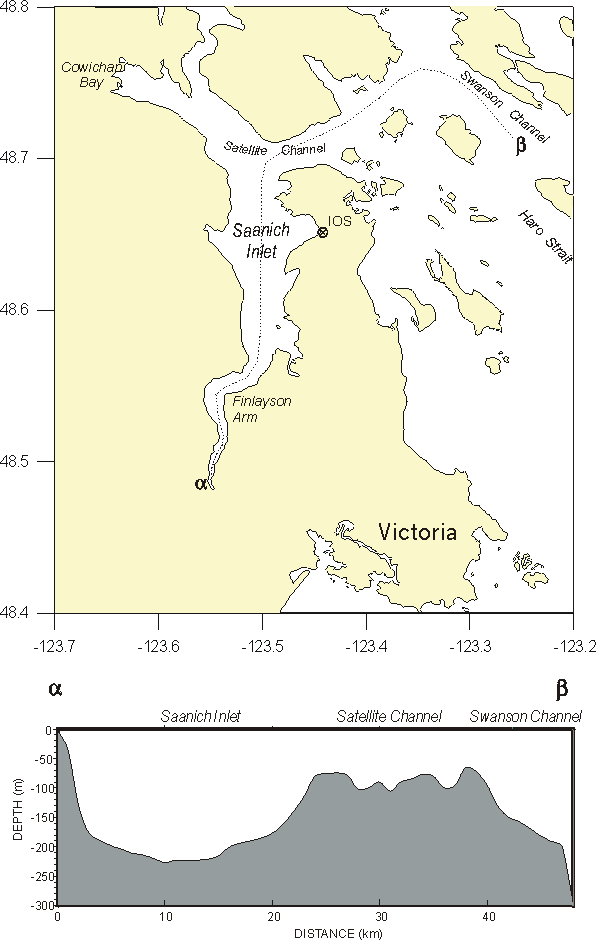 48.8
Cowichan
Bay
Swanson Channel
β
Satellite Channel
48.7
IOS
Saanich
Inlet
Haro Strait
48.6
Finlayson
Arm
48.5
α
Victoria
48.4
-123.7 -123.6 -123.5 -123.4 -123.3 -123.2
α β
Saanich Inlet Satellite Channel Swanson Channel
0
-50
-100
-150
-200
-250
-300
DEPTH (m)
0 10 20 30 40
DISTANCE (km)